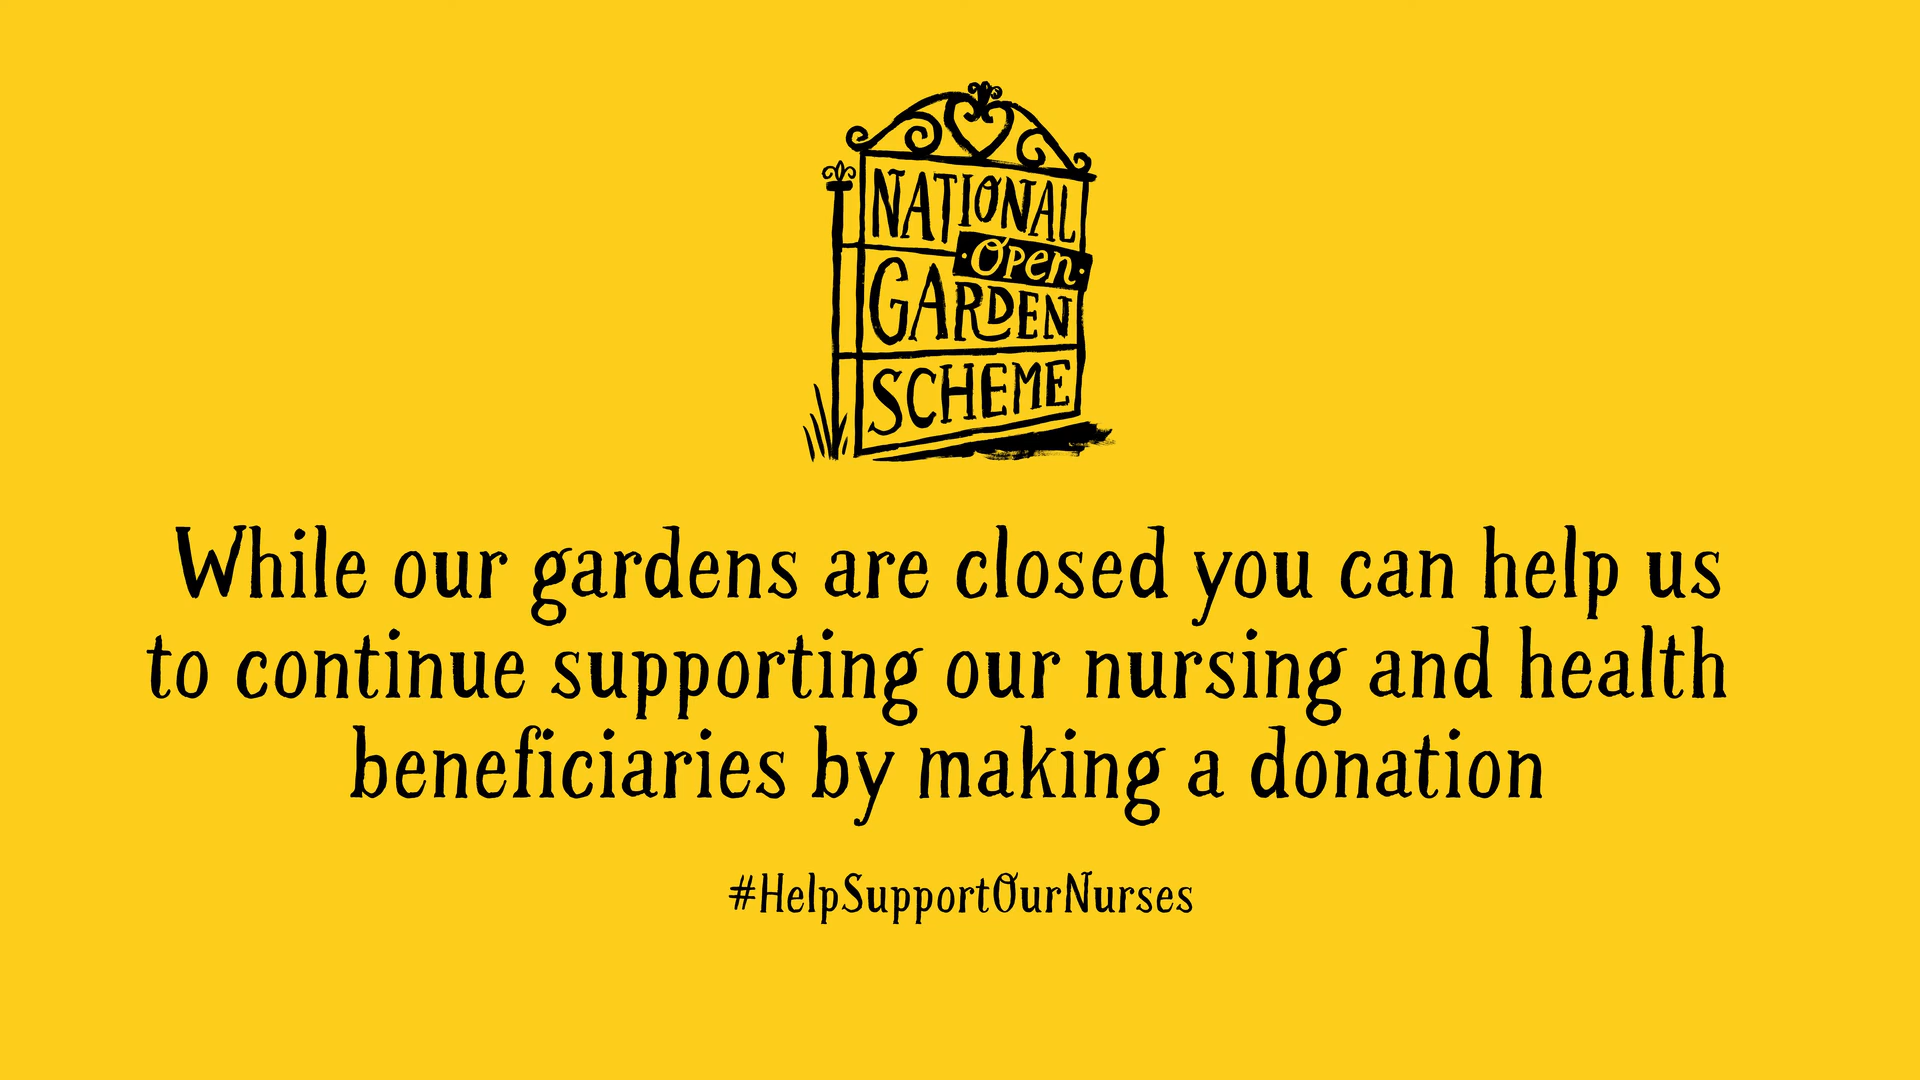 NATIONAL
Open
GARDEN
SCHEME
While our gardens are closed you can help us
to continue supporting our nursing and health
beneficiaries by making a donation
#HelpSupportOurNurses